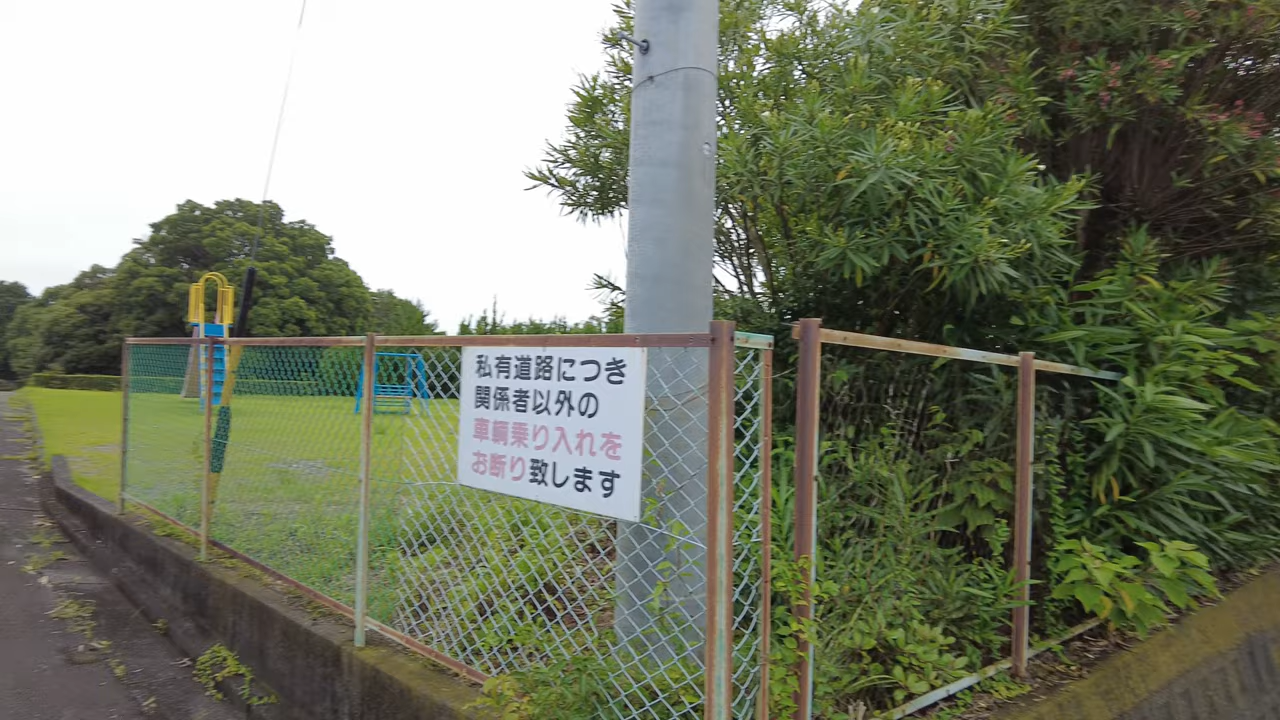 私有道路につき
関係者以外の
車輌乗り入れを
お断り致します